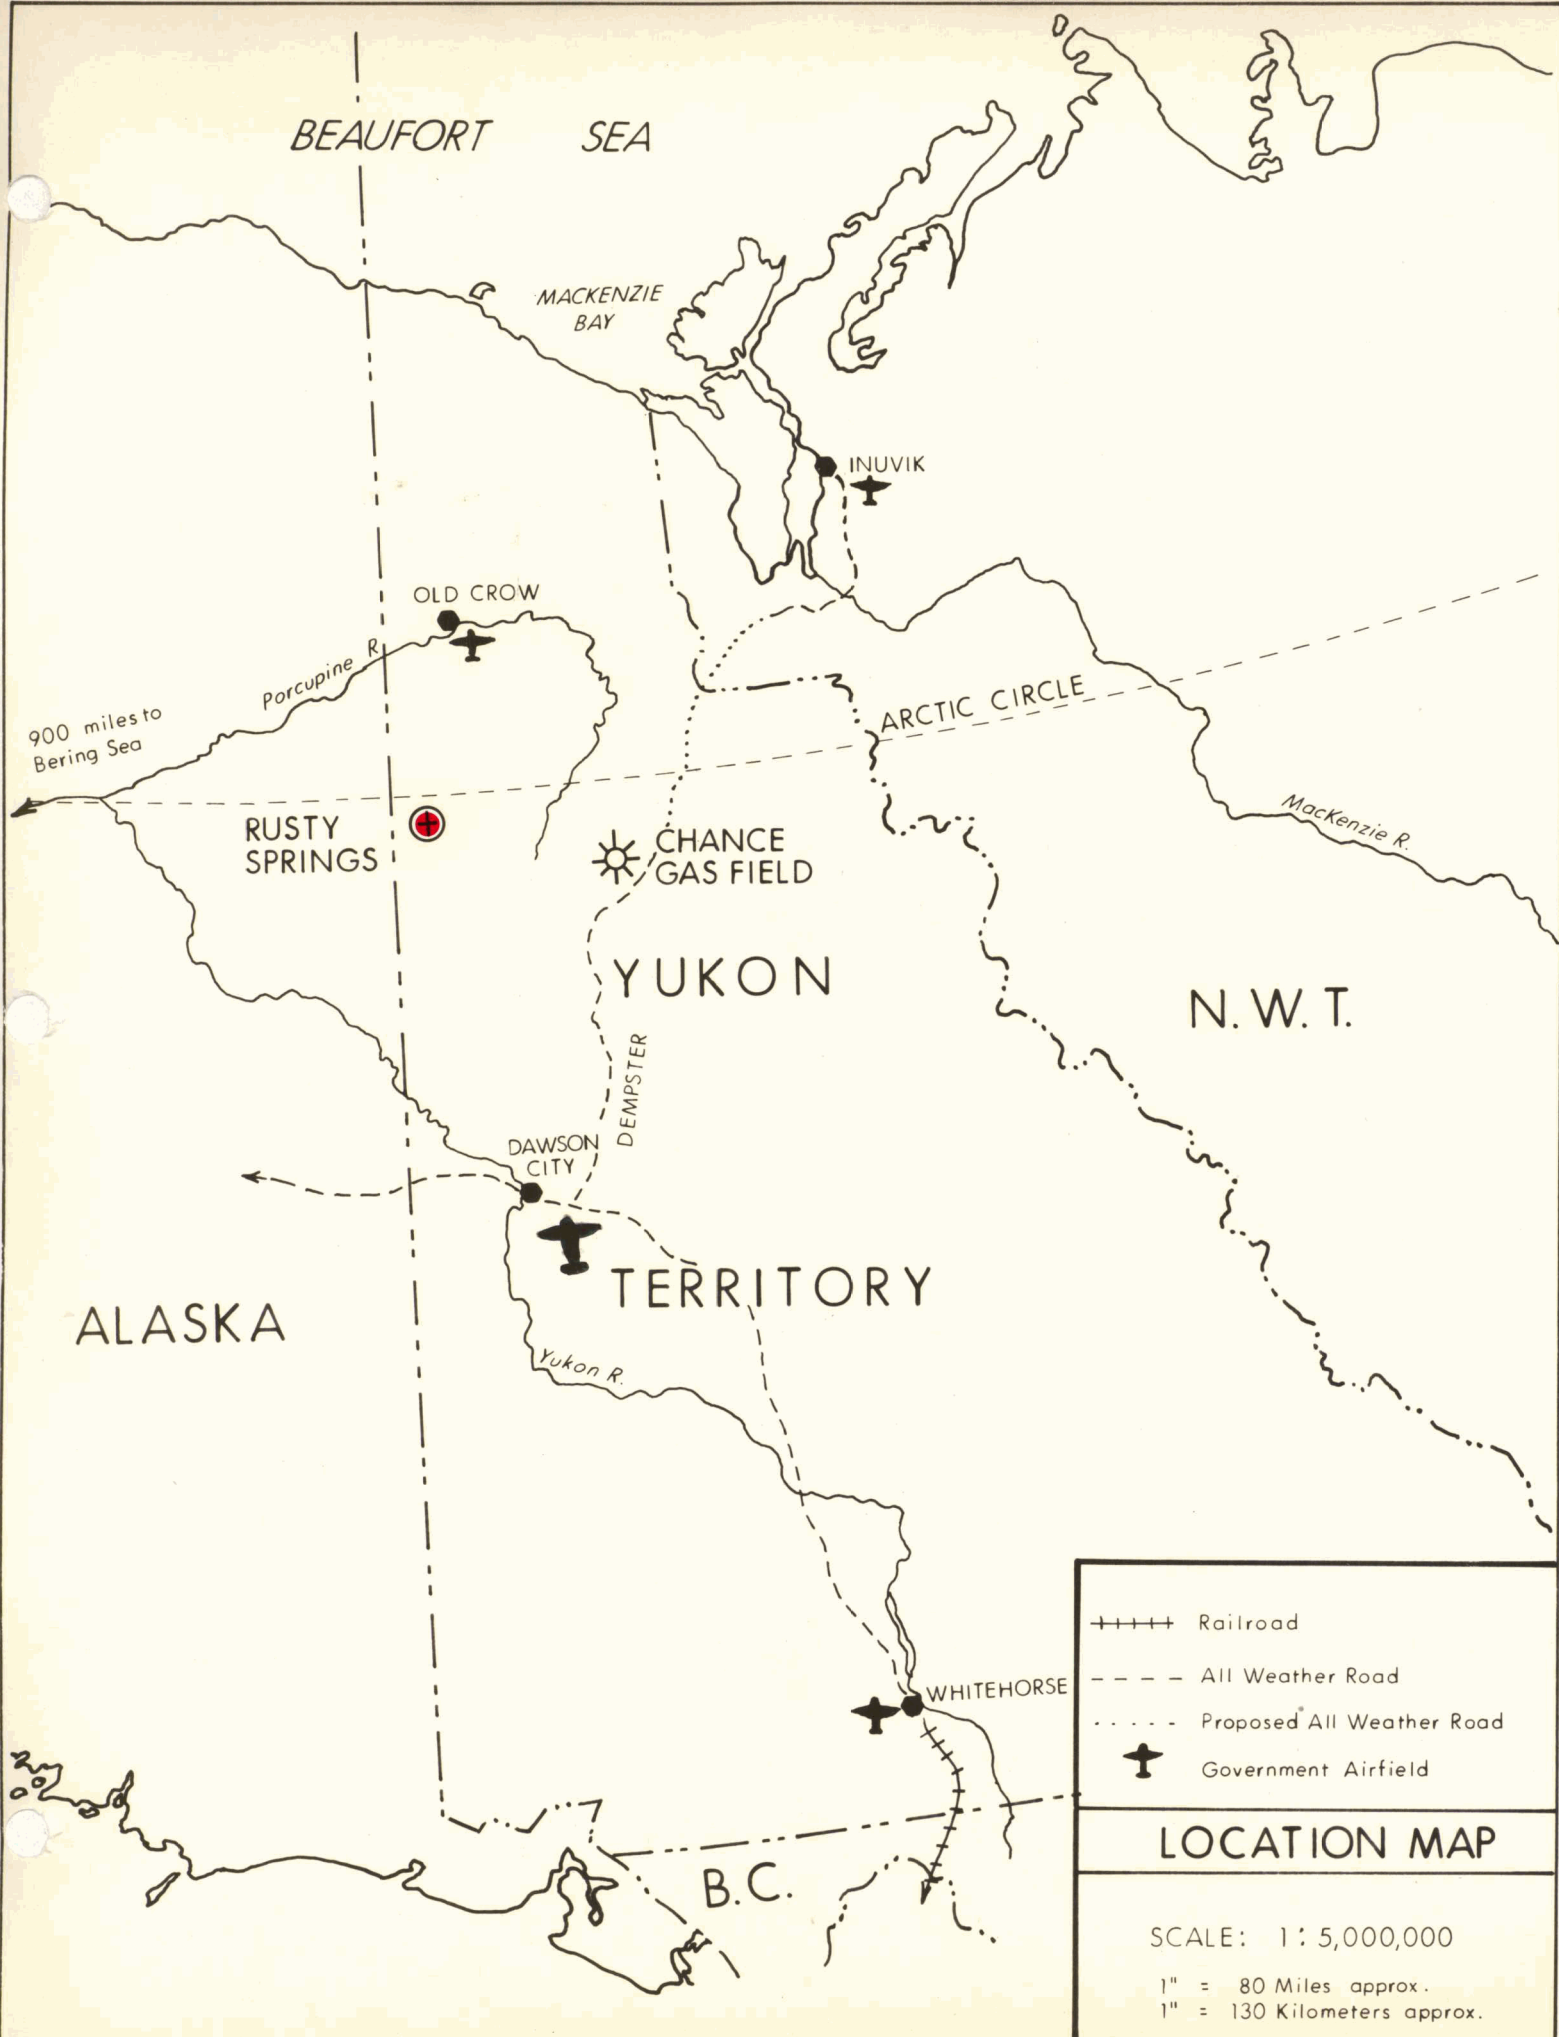 BEAUFORT SEA
MACKENZIE
BAY
INUVIK
OLD CROW
Porcupine R.
900 miles to
Bering Sea
ARCTIC CIRCLE
MacKenzie R.
RUSTY
SPRINGS
CHANCE
GAS FIELD
YUKON
N.W.T.
DEMPSTER
DAWSON
CITY
TERRITORY
ALASKA
Yukon R.
WHITEHORSE
B.C.
Railroad
All Weather Road
Proposed All Weather Road
Government Airfield
LOCATION MAP
SCALE: 1:5,000,000
1" = 80 Miles approx.
1" = 130 Kilometers approx.